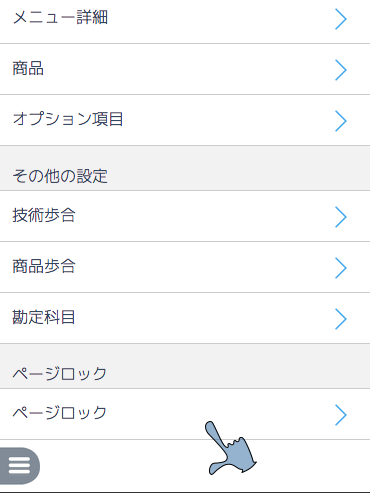 メニュー詳細
商品
オプション項目
その他の設定
技術歩合
商品歩合
勘定科目
ページロック
ページロック